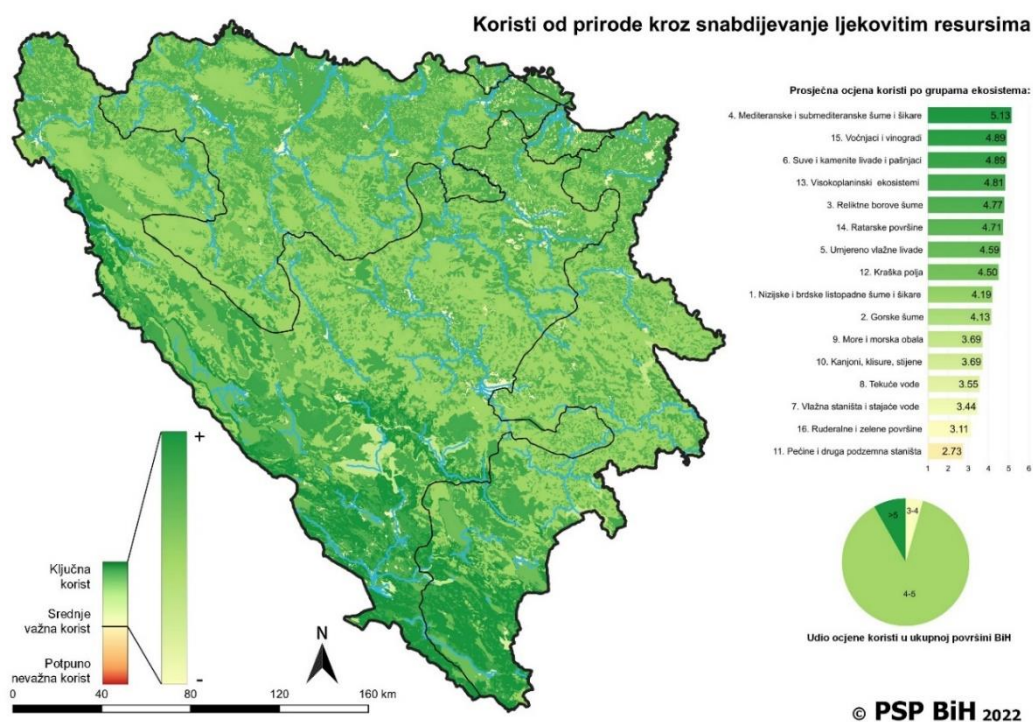 Koristi od prirode kroz snabdijevanje ljekovitim resursima
Prosječna ocjena koristi po grupama ekosistema:
4. Mediteranske i submediteranske šume i šikare 5.13
15. Voćnjaci i vinogradi 4.89
6. Suve i kamenite livade i pašnjaci 4.89
13. Visokoplaninski ekosistemi 4.81
3. Reliktne borove šume 4.77
14. Ratarske površine 4.71
5. Umjereno vlažne livade 4.59
12. Kraška polja 4.50
1. Nizijske i brdske listopadne šume i šikare 4.19
2. Gorske šume 4.13
9. More i morska obala 3.69
10. Kanjoni, klisure, stijene 3.69
8. Tekuće vode 3.55
7. Vlažna staništa i stajaće vode 3.44
16. Ruderalne i zelene površine 3.11
11. Pećine i druga podzemna staništa 2.73
1 2 3 4 5 6
>5 3-4
4-5
Udio ocjene koristi u ukupnoj površini BiH
+
Ključna
korist
Srednje
važna korist
Potpuno
nevažna korist
-
N
0 40 80 120 160 km
© PSP BiH 2022